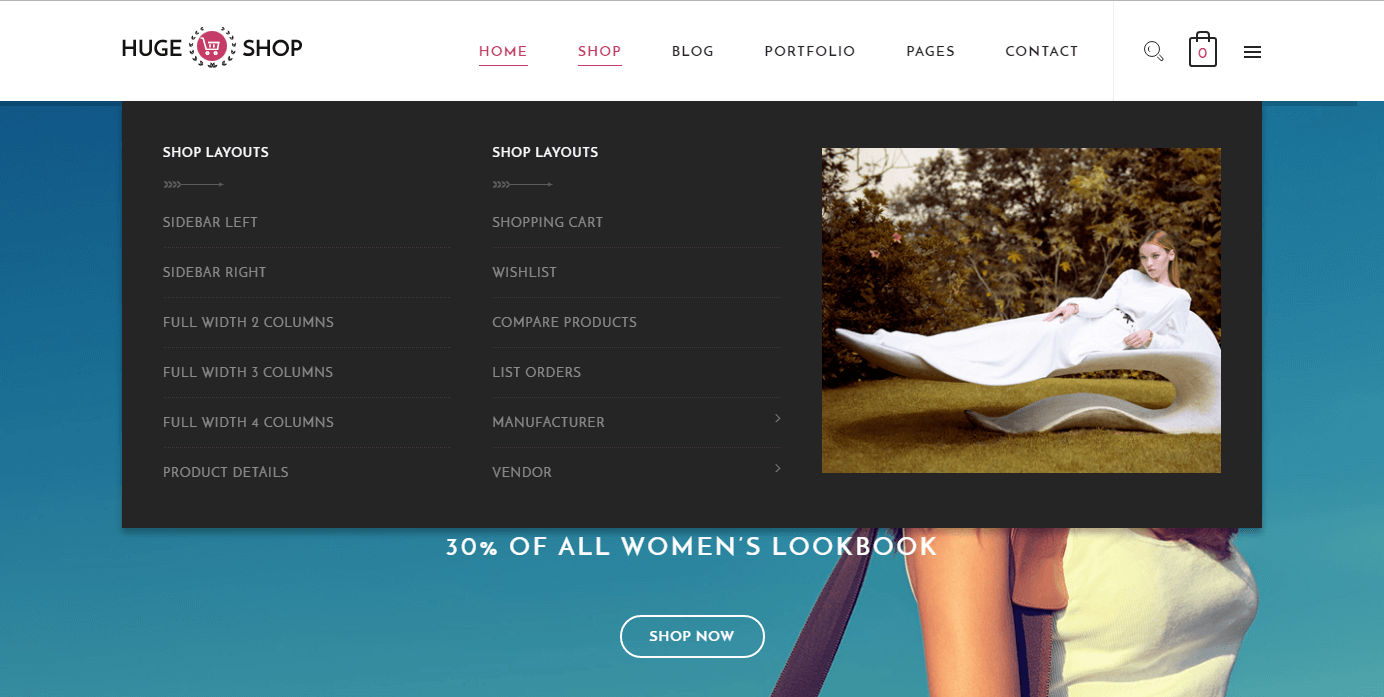 HUGE SHOP
HOME SHOP BLOG PORTFOLIO PAGES CONTACT 0
SHOP LAYOUTS
SIDEBAR LEFT
SIDEBAR RIGHT
FULL WIDTH 2 COLUMNS
FULL WIDTH 3 COLUMNS
FULL WIDTH 4 COLUMNS
PRODUCT DETAILS
SHOP LAYOUTS
SHOPPING CART
WISHLIST
COMPARE PRODUCTS
LIST ORDERS
MANUFACTURER
VENDOR
30% OF ALL WOMEN'S LOOKBOOK
SHOP NOW